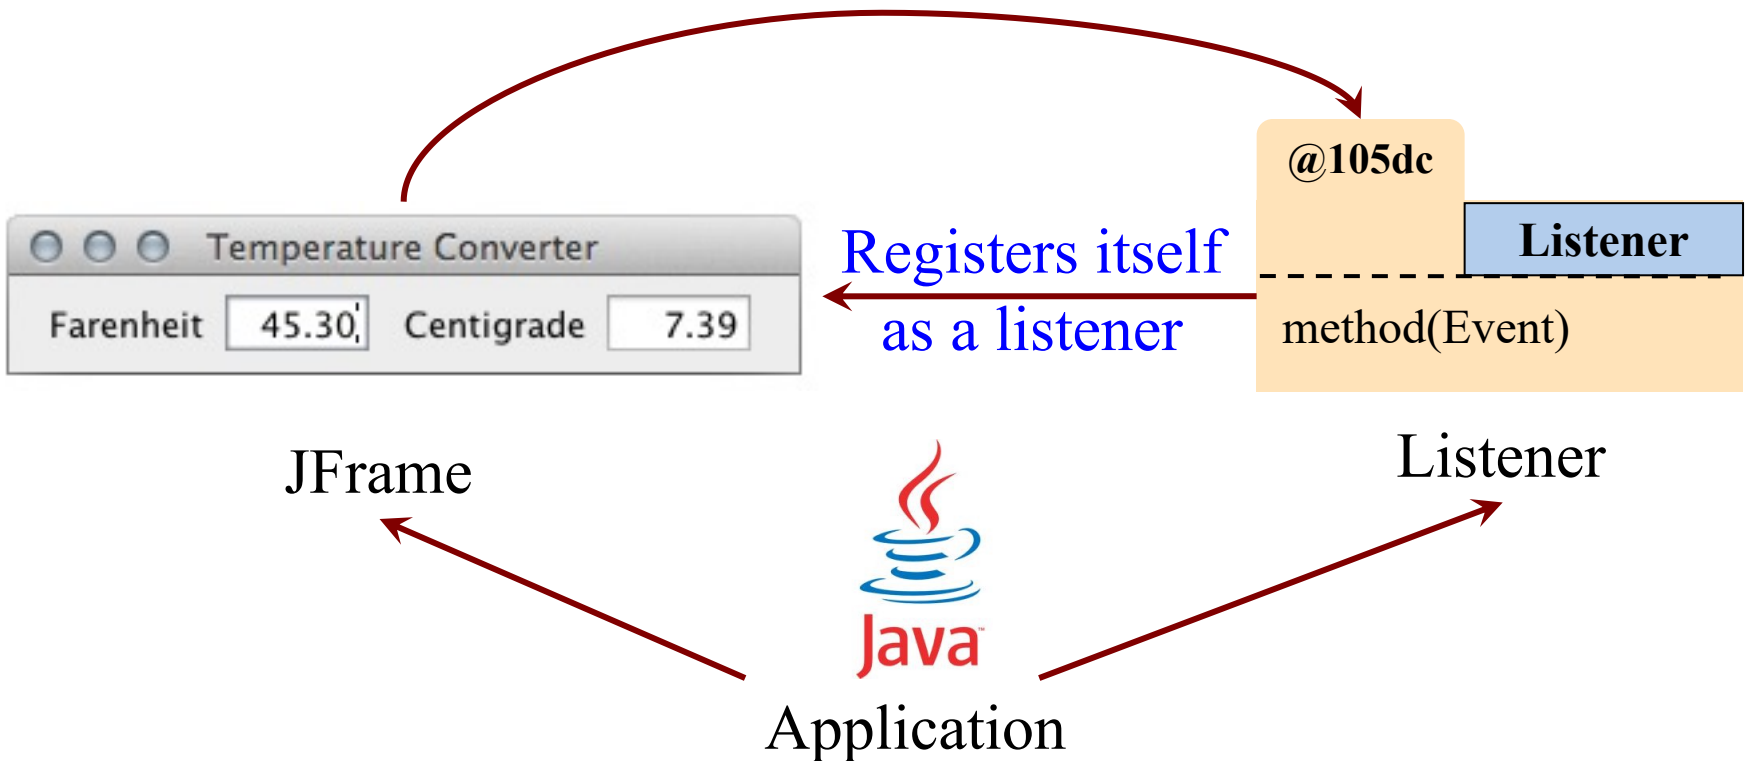 @105dc
Listener
Temperature Converter
Farenheit 45.30 Centigrade 7.39
Registers itself
as a listener
method(Event)
JFrame
Listener
Java™
Application